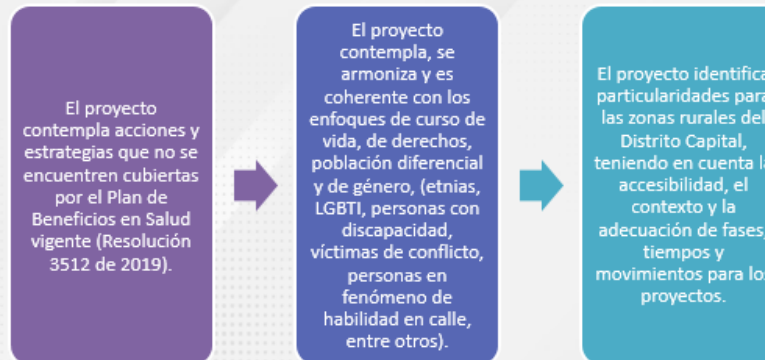 El proyecto
contempla acciones y
estrategias que no se
encuentren cubiertas
por el Plan de
Beneficios en Salud
vigente (Resolución
3512 de 2019).
El proyecto
contempla, se
armoniza y es
coherente con los
enfoques de curso de
vida, de derechos,
población diferencial
y de género, (etnias,
LGBTI, personas con
discapacidad,
víctimas de conflicto,
personas en
fenómeno de
habilidad en calle,
entre otros).
El proyecto identifica
particularidades para
las zonas rurales del
Distrito Capital,
teniendo en cuenta la
accesibilidad, el
contexto y la
adecuación de fases,
tiempos y
movimientos para los
proyectos.